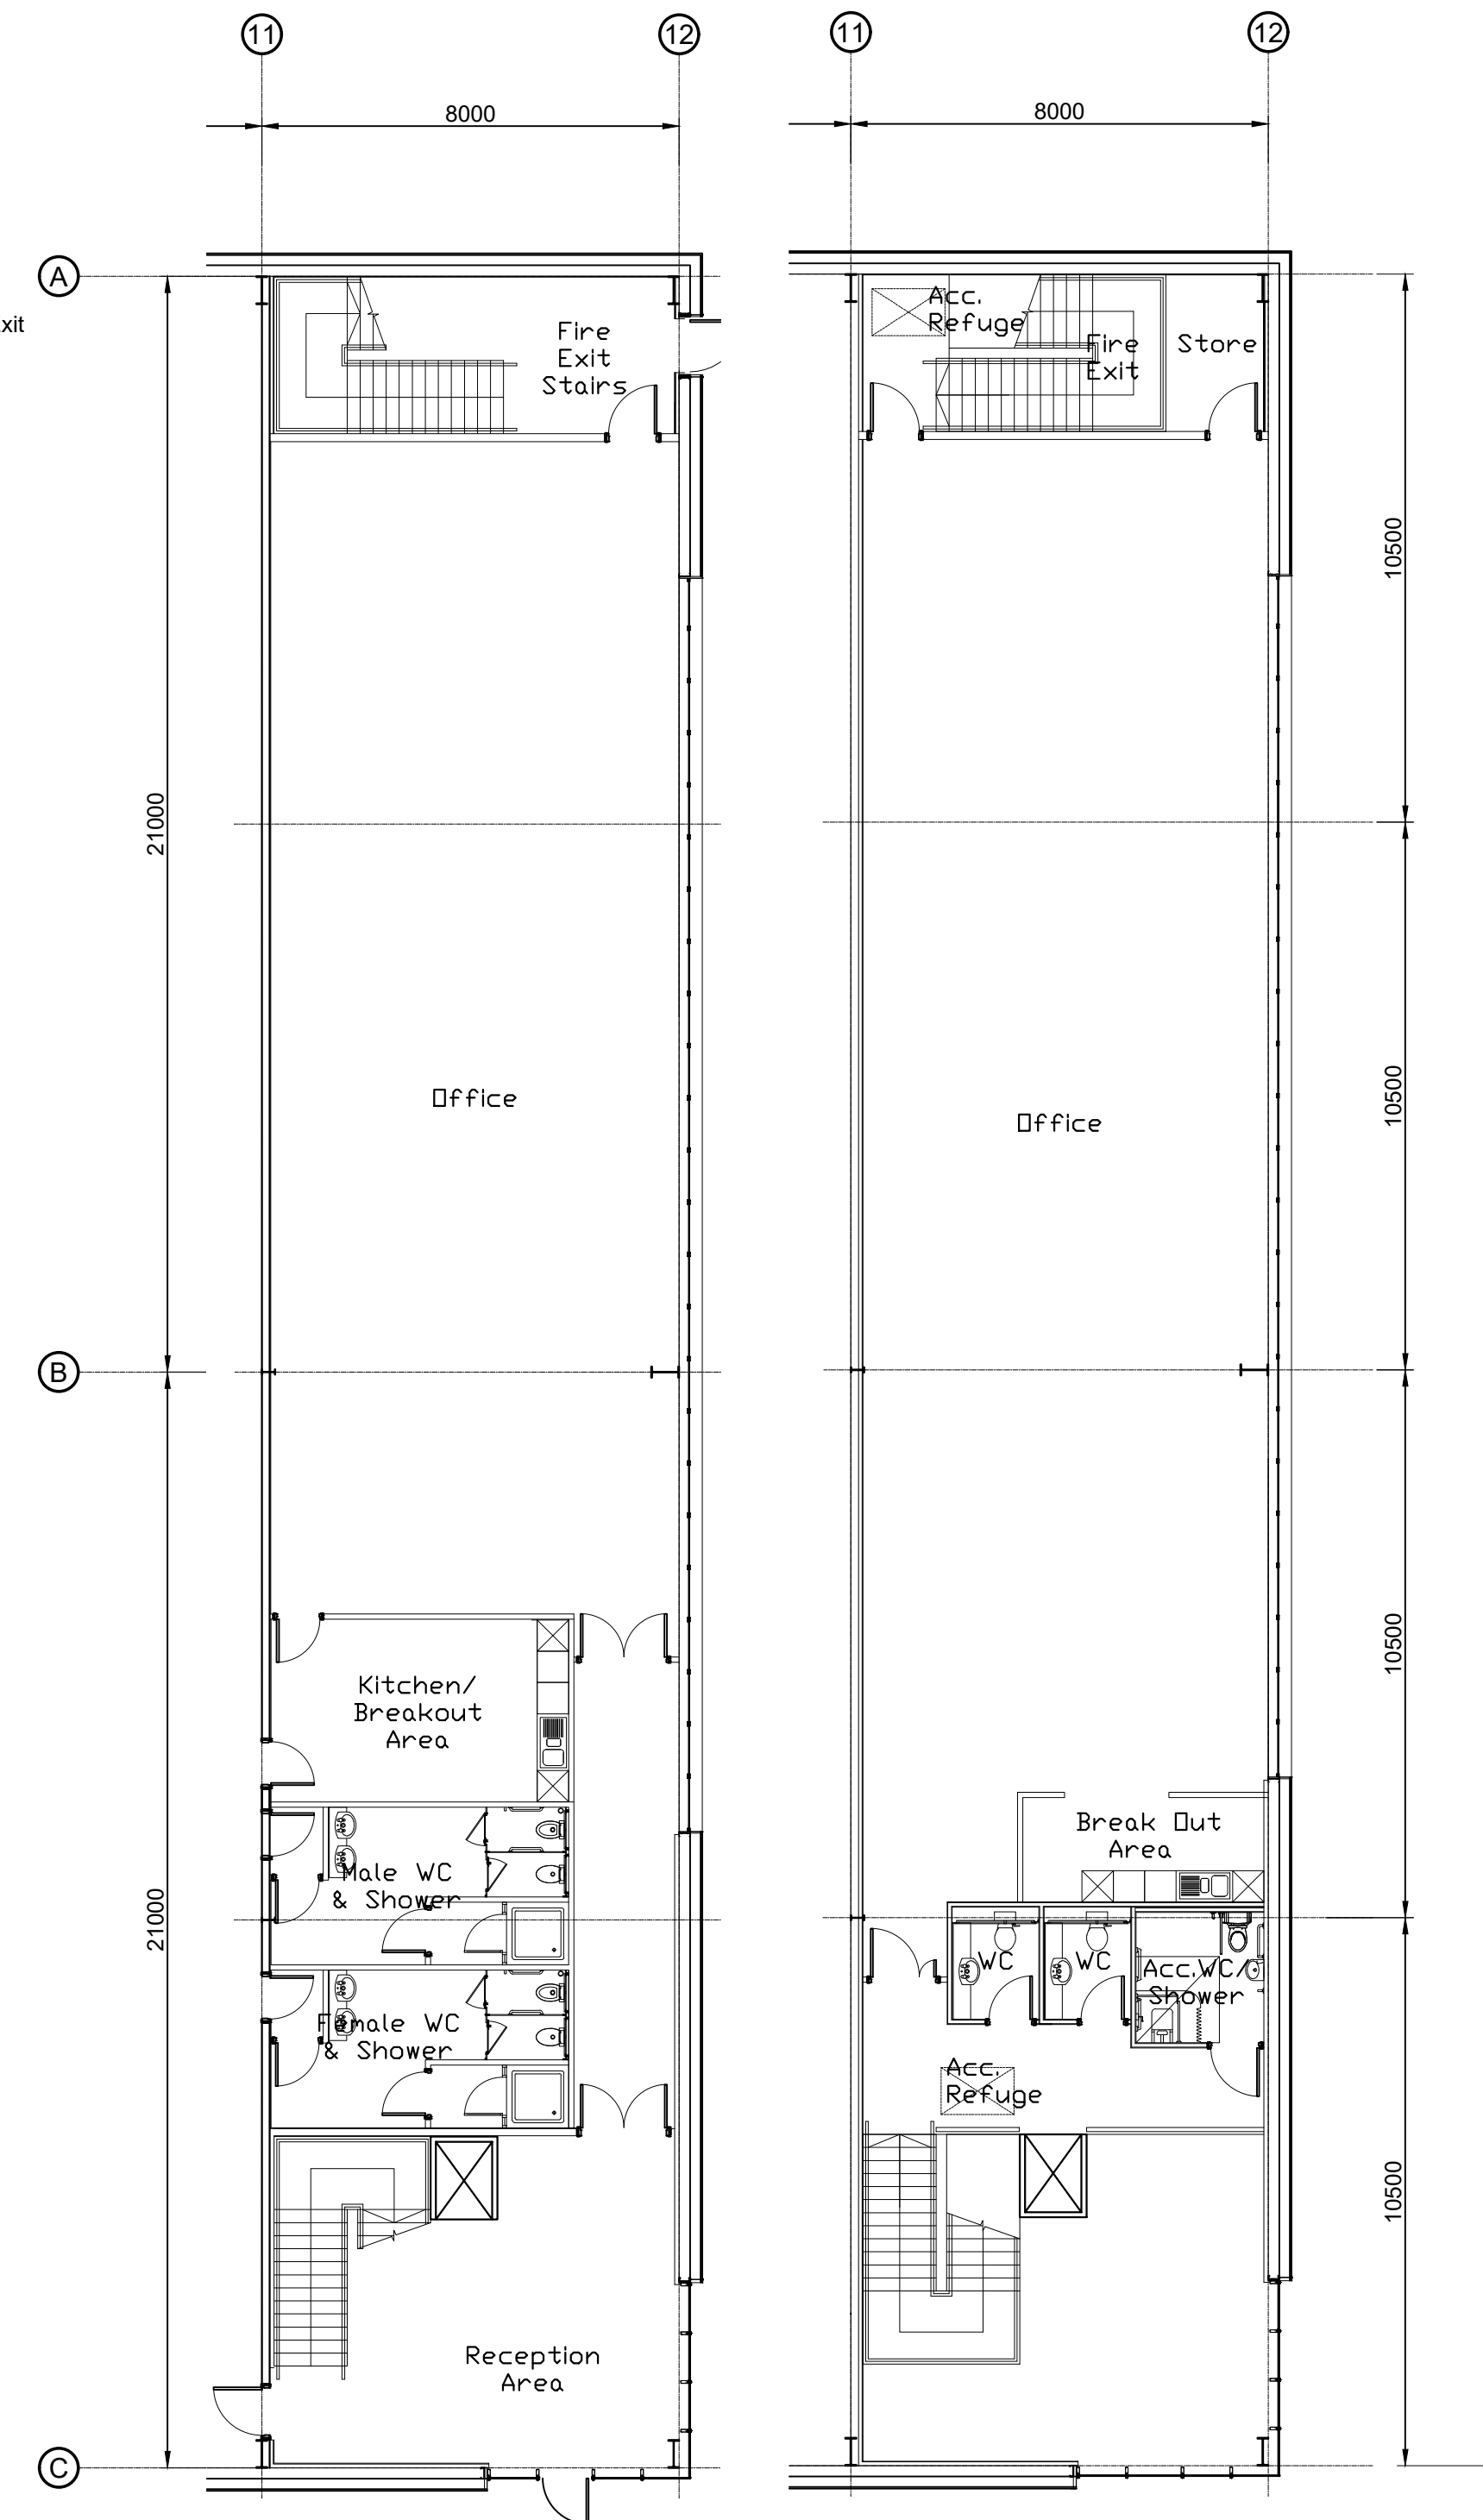 11
12
11
12
8000
8000
A
xit
Fire
Exit
Stairs
Acc.
Refuge
Fire
Exit
Store
10500
21000
Office
Office
10500
B
10500
Kitchen/
Breakout
Area
Break Out
Area
Male WC
& Shower
21000
WC
WC
Acc.WC/
Shower
Female WC
& Shower
Acc.
Refuge
10500
Reception
Area
C